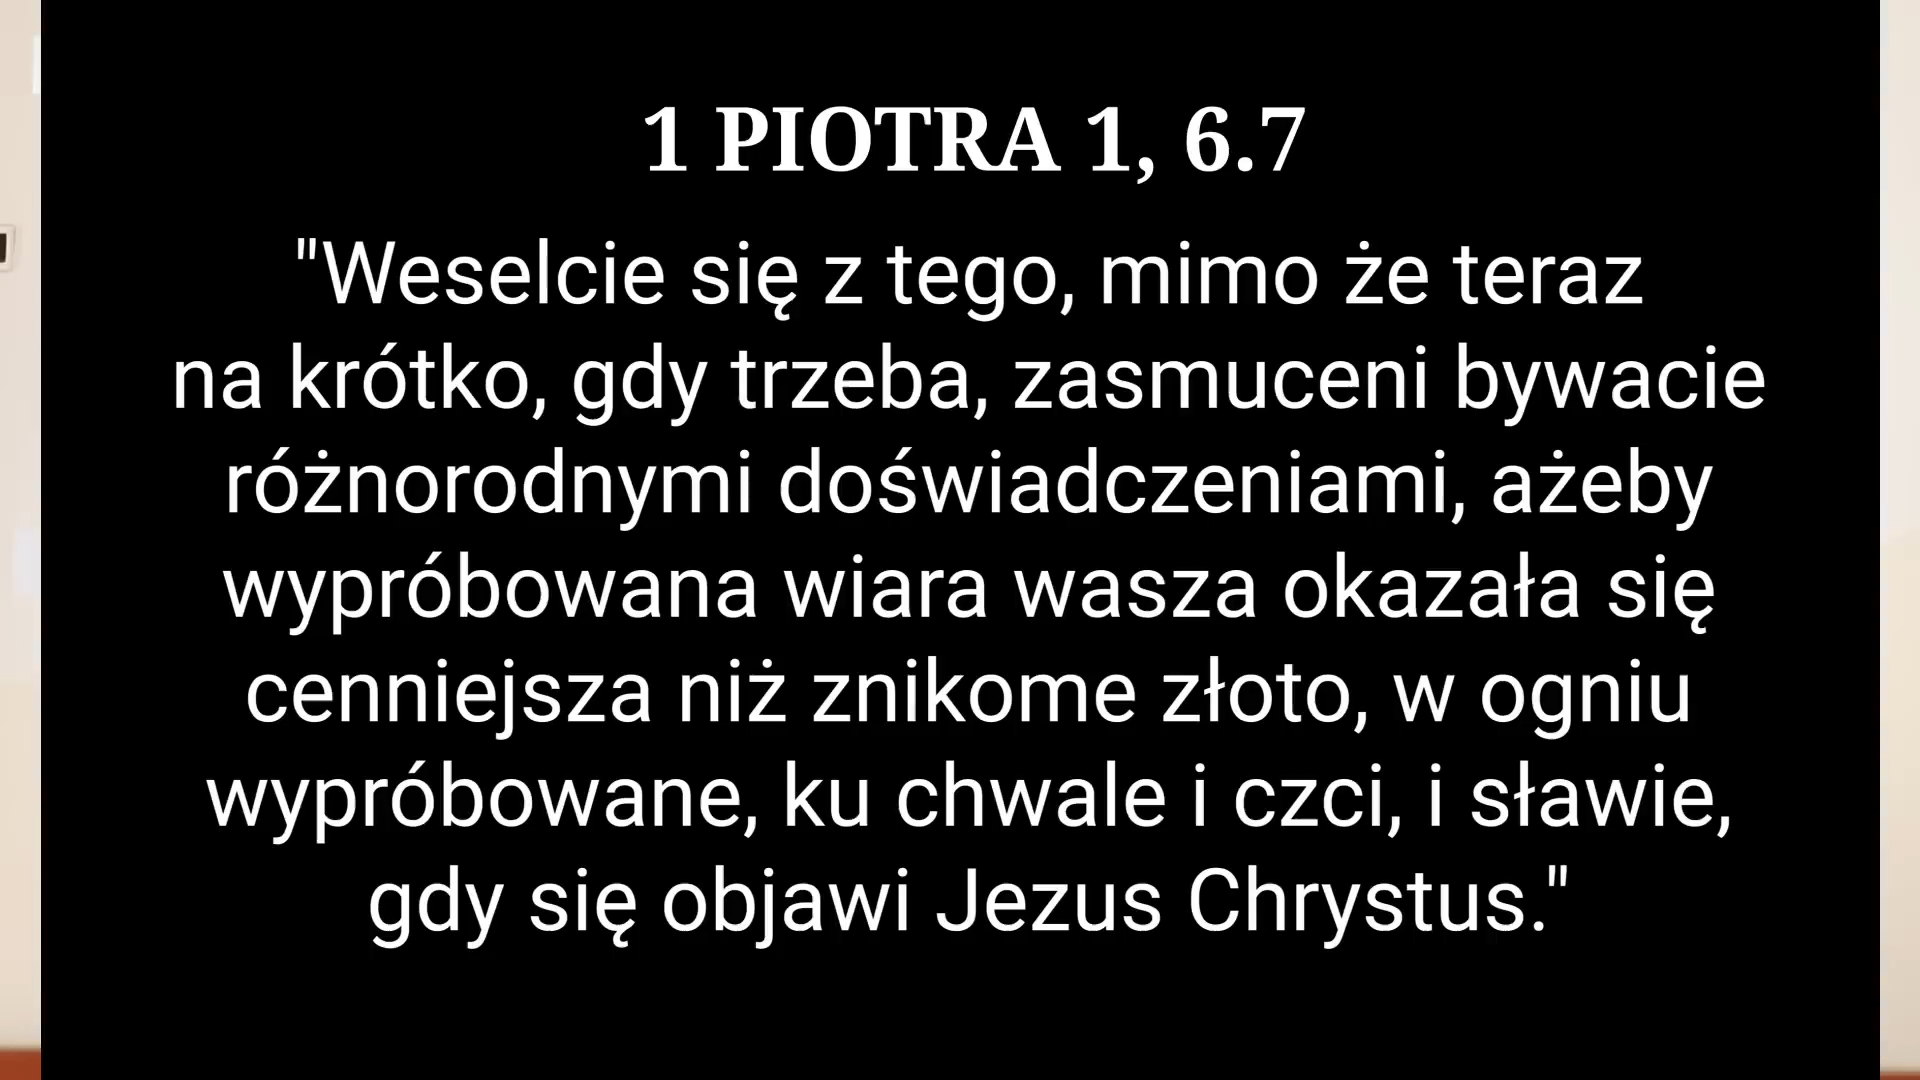 1 PIOTRA 1, 6.7
"Weselcie się z tego, mimo że teraz
na krótko, gdy trzeba, zasmuceni bywacie
różnorodnymi doświadczeniami, ażeby
wypróbowana wiara wasza okazała się
cenniejsza niż znikome złoto, w ogniu
wypróbowane, ku chwale i czci, i sławie,
gdy się objawi Jezus Chrystus."